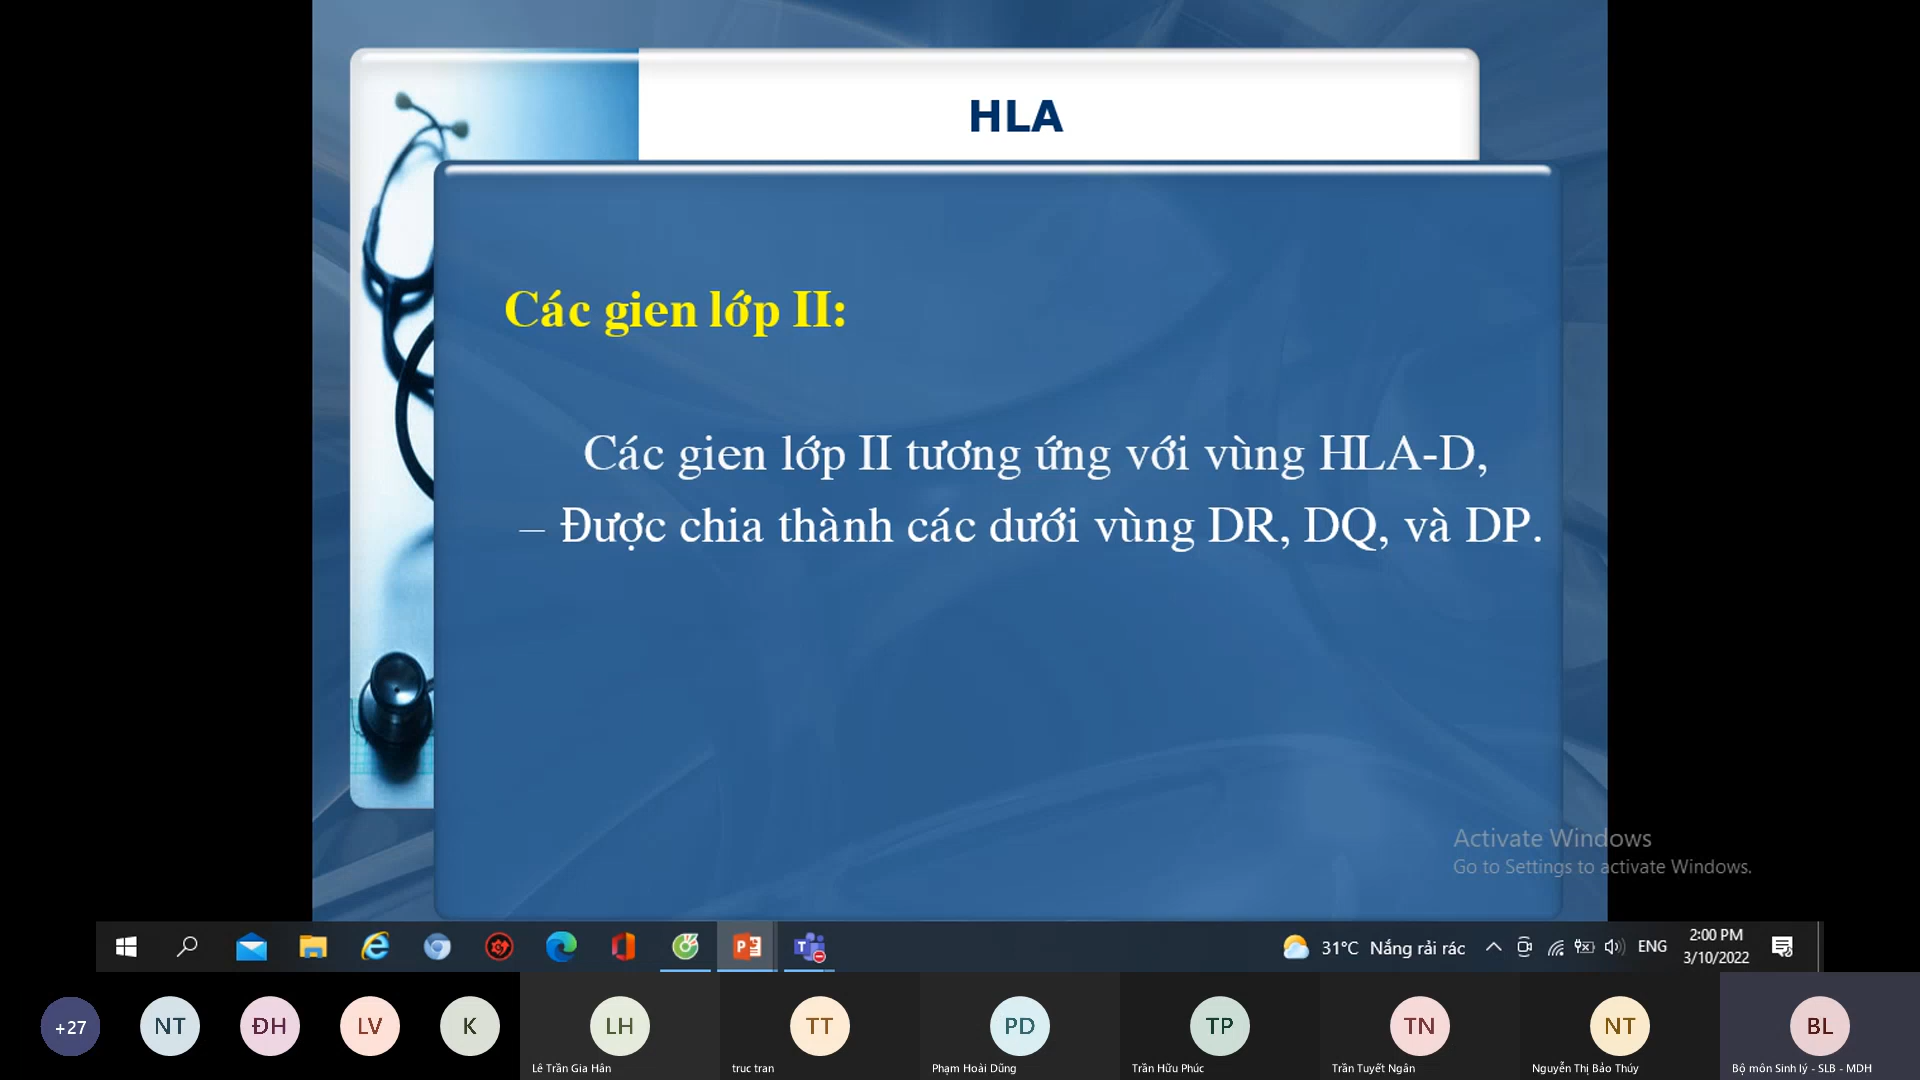 HLA
Các gien lớp II:
Các gien lớp II tương ứng với vùng HLA-D,
– Được chia thành các dưới vùng DR, DQ, và DP.
Activate Windows
Go to Settings to activate Windows.
31°C Nắng rải rác
ENG
2:00 PM
3/10/2022
+27
NT
ĐH
LV
K
LH
Lê Trần Gia Hân
TT
truc tran
PD
Phạm Hoài Dũng
TP
Trần Hữu Phúc
TN
Trần Tuyết Ngân
NT
Nguyễn Thị Bảo Thúy
BL
Bộ môn Sinh lý - SLB - MDH